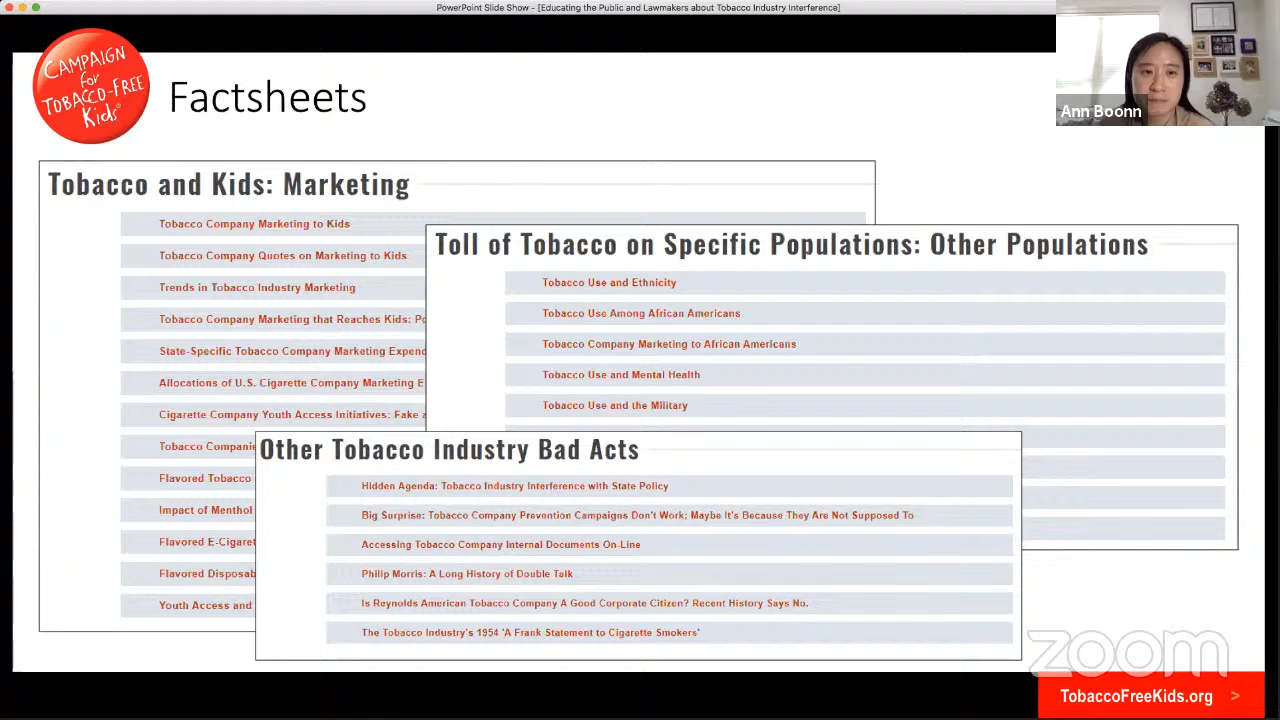 PowerPoint Slide Show - [Educating the Public and Lawmakers about Tobacco Industry Interference]
CAMPAIGN
for
TOBACCO-FREE
Kids®
Factsheets
Ann Boonn
Tobacco and Kids: Marketing
Tobacco Company Marketing to Kids
Tobacco Company Quotes on Marketing to Kids
Trends in Tobacco Industry Marketing
Tobacco Company Marketing that Reaches Kids:
State-Specific Tobacco Company Marketing
Allocations of U.S. Cigarette Company Marketing
Cigarette Company Youth Access Initiatives: Fake
Tobacco
Flavored Tobacco
Impact of Menthol
Flavored
Flavored
Youth Access and
Toll of Tobacco on Specific Populations: Other Populations
Tobacco Use and Ethnicity
Tobacco Use Among African Americans
Tobacco Company Marketing to African Americans
Tobacco Use and Mental Health
Tobacco Use and the Military
Other Tobacco Industry Bad Acts
Hidden Agenda: Tobacco Industry Interference with State Policy
Big Surprise: Tobacco Company Prevention Campaigns Don't Work; Maybe It's Because They Are Not Supposed To
Accessing Tobacco Company Internal Documents On-Line
Philip Morris: A Long History of Double Talk
Is Reynolds American Tobacco Company A Good Corporate Citizen? Recent History Says No.
The Tobacco Industry's 1954 'A Frank Statement to Cigarette Smokers'
zoom
TobaccoFreeKids.org >